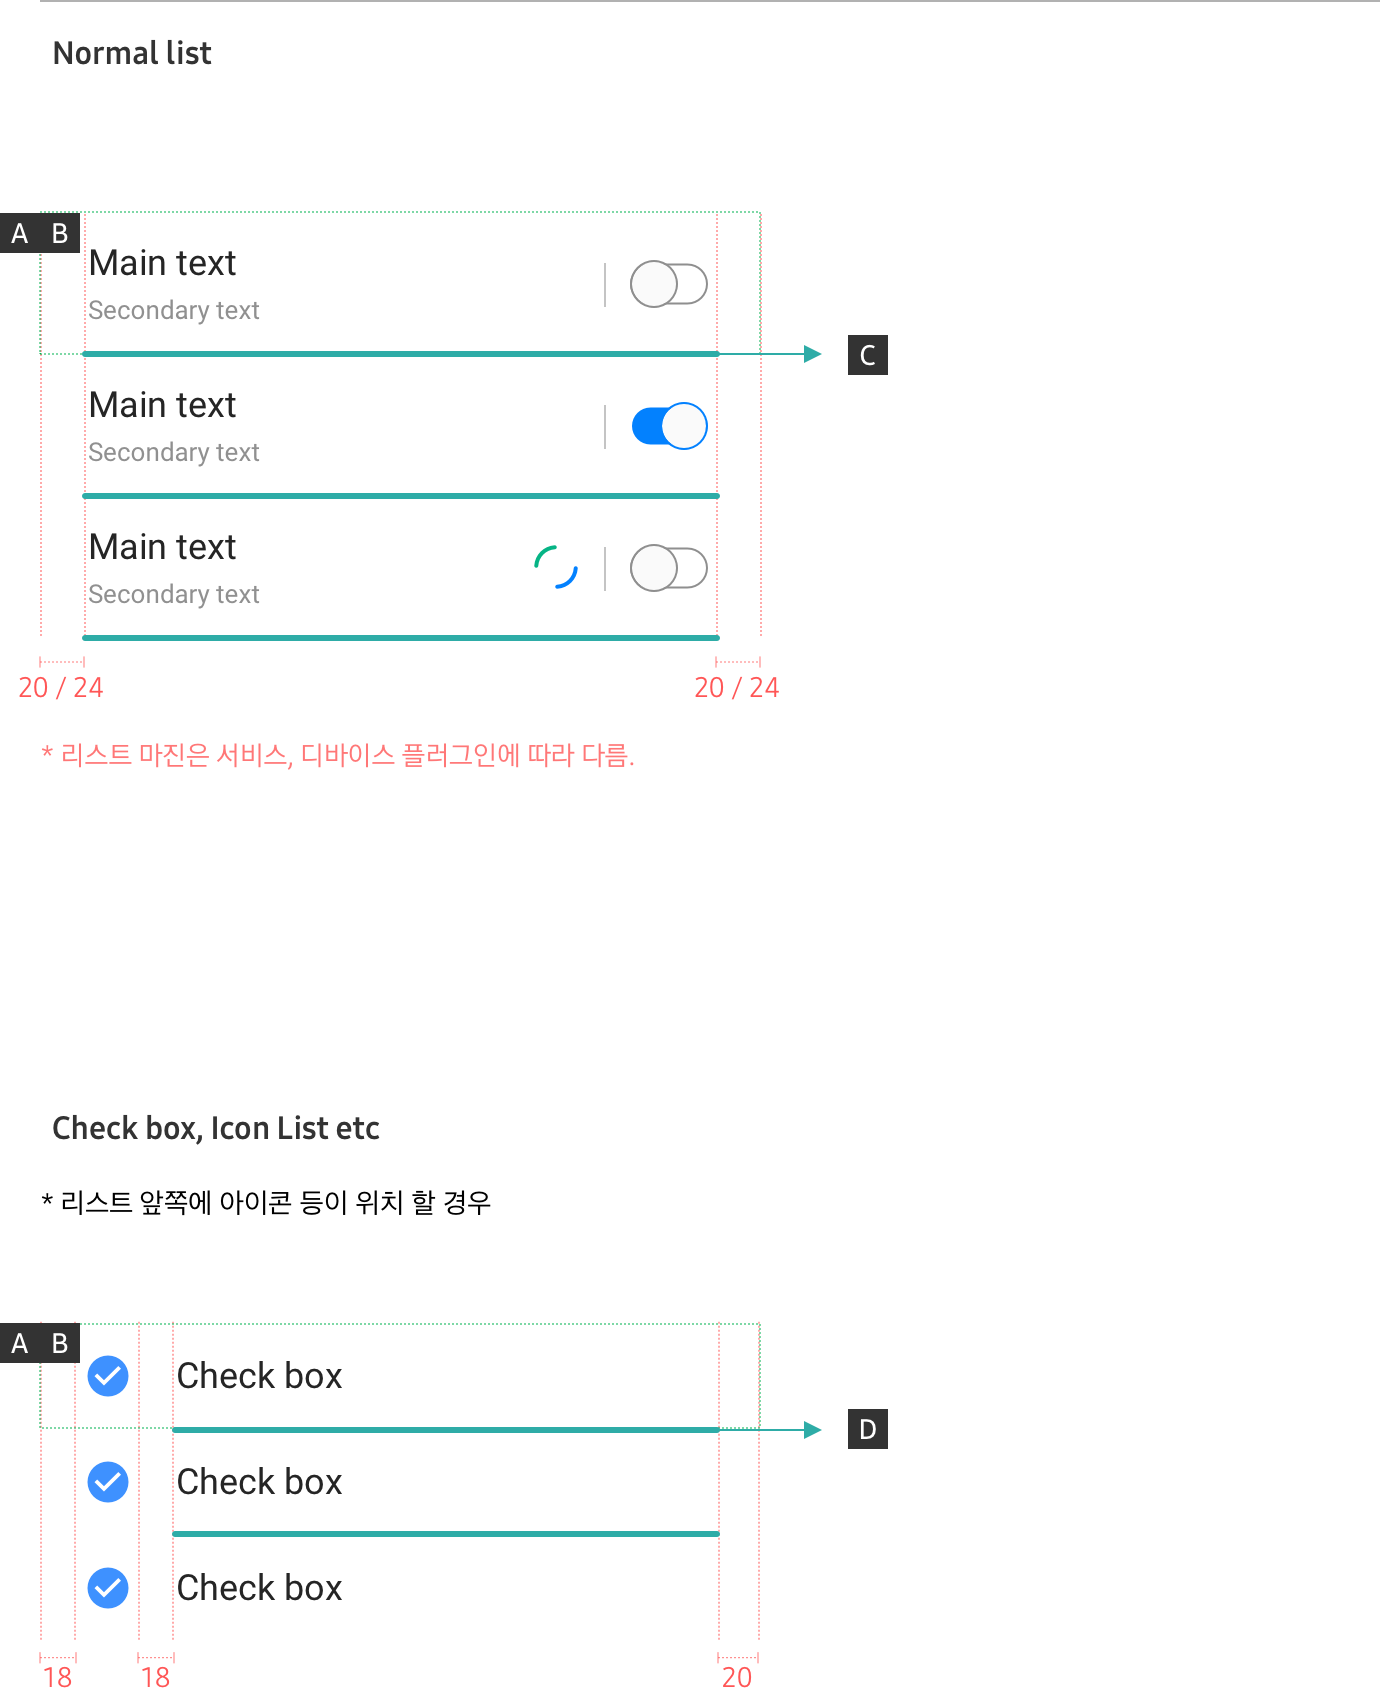 Normal list
A B
Main text
Secondary text
C
Main text
Secondary text
Main text
Secondary text
20 / 24
20 / 24
* 리스트 마진은 서비스, 디바이스 플러그인에 따라 다름.
Check box, Icon List etc
* 리스트 앞쪽에 아이콘 등이 위치 할 경우
A B
Check box
D
Check box
Check box
18
18
20